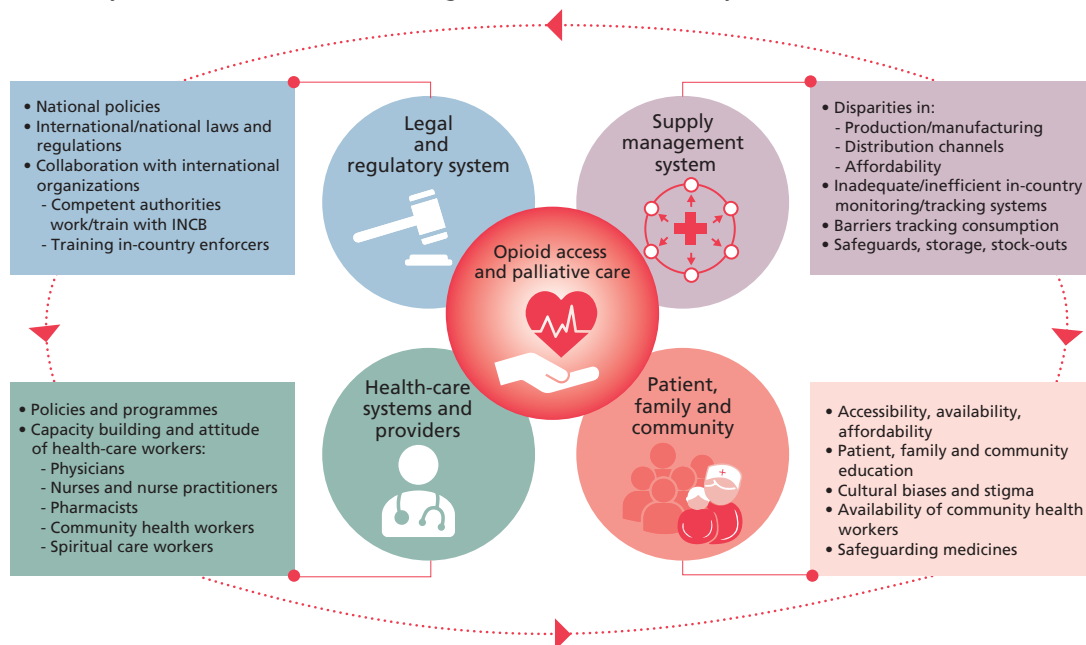 • National policies
• International/national laws and
regulations
• Collaboration with international
organizations
- Competent authorities
work/train with INCB
- Training in-country enforcers
Legal
and
regulatory system
Supply
management
system
• Disparities in:
- Production/manufacturing
- Distribution channels
- Affordability
• Inadequate/inefficient in-country
monitoring/tracking systems
• Barriers tracking consumption
• Safeguards, storage, stock-outs
Opioid access
and palliative care
• Policies and programmes
• Capacity building and attitude
of health-care workers:
- Physicians
- Nurses and nurse practitioners
- Pharmacists
- Community health workers
- Spiritual care workers
Health-care
systems and
providers
Patient,
family and
community
• Accessibility, availability,
affordability
• Patient, family and community
education
• Cultural biases and stigma
• Availability of community health
workers
• Safeguarding medicines